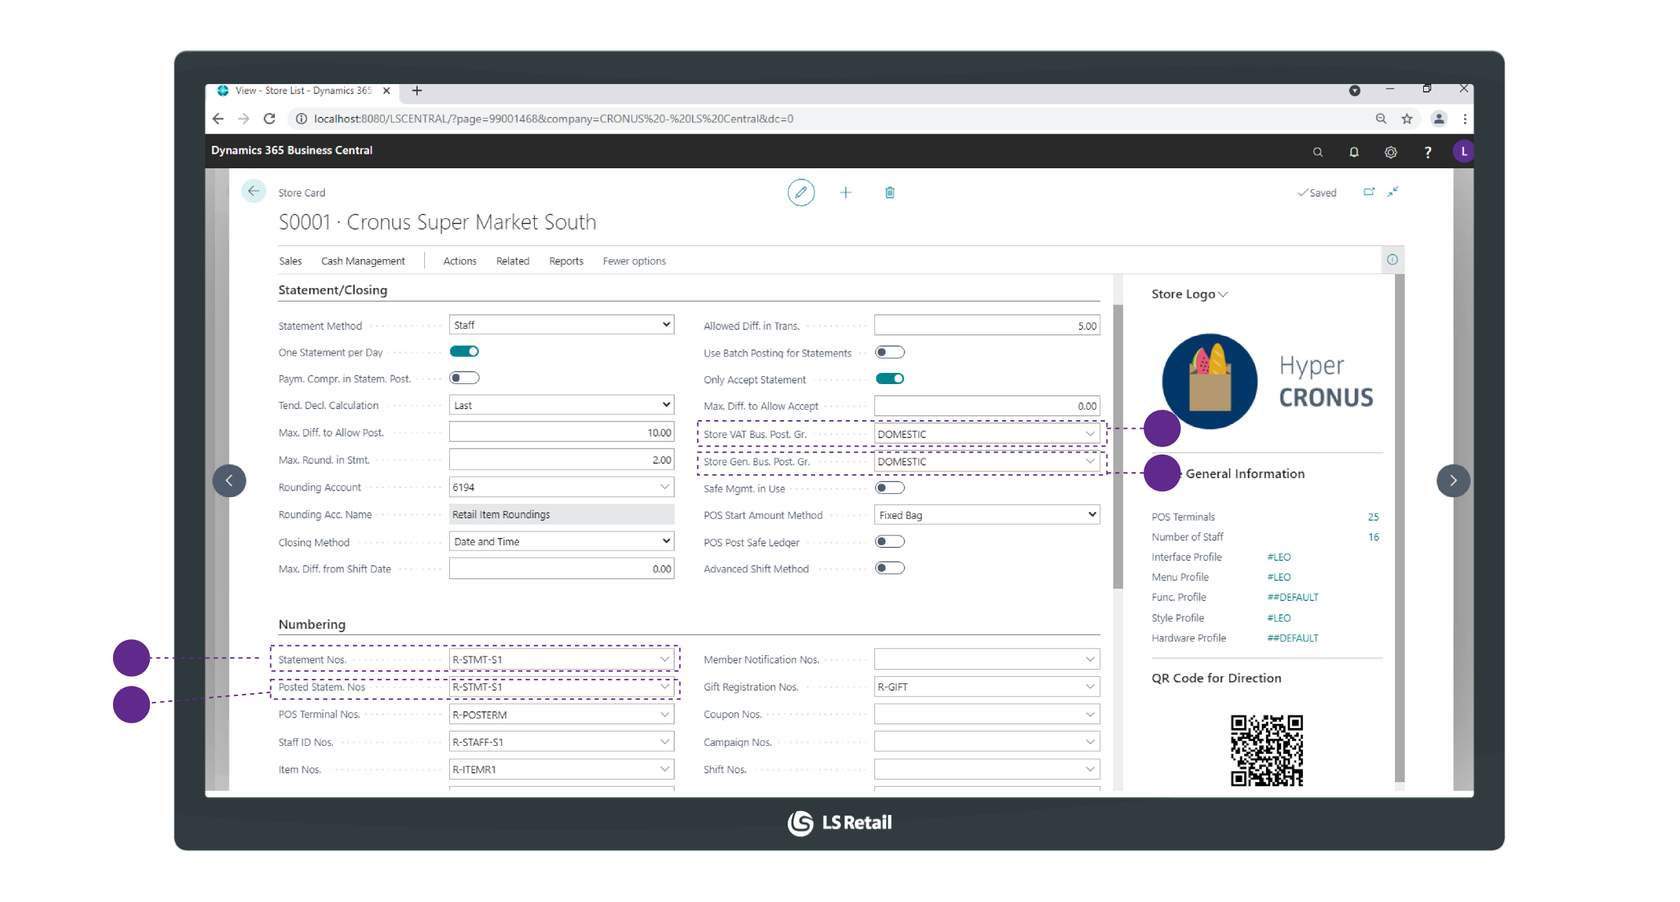 View - Store List - Dynamics 365
localhost:8080/LSCENTRAL/?page=99001468&company=CRONUS%20-%20LS%20Central&dc=0
Dynamics 365 Business Central
L
Store Card
Saved
S0001 · Cronus Super Market South
Sales Cash Management Actions Related Reports Fewer options
Statement/Closing
Statement Method Staff
One Statement per Day
Paym. Compr. in Statem. Post.
Tend. Decl. Calculation Last
Max. Diff. to Allow Post. 10.00
Max. Round. in Stmt. 2.00
Rounding Account 6194
Rounding Acc. Name Retail Item Roundings
Closing Method Date and Time
Max. Diff. from Shift Date 0.00
Allowed Diff. in Trans. 5.00
Use Batch Posting for Statements
Only Accept Statement
Max. Diff. to Allow Accept 0.00
Store VAT Bus. Post. Gr. DOMESTIC
Store Gen. Bus. Post. Gr. DOMESTIC
Safe Mgmt. in Use
POS Start Amount Method Fixed Bag
POS Post Safe Ledger
Advanced Shift Method
Numbering
Statement Nos. R-STMT-S1
Posted Statem. Nos R-STMT-S1
POS Terminal Nos. R-POSTERM
Staff ID Nos. R-STAFF-S1
Item Nos. R-ITEMR1
Member Notification Nos.
Gift Registration Nos. R-GIFT
Coupon Nos.
Campaign Nos.
Shift Nos.
Store Logo
Hyper
CRONUS
General Information
POS Terminals 25
Number of Staff 16
Interface Profile #LEO
Menu Profile #LEO
Func. Profile ##DEFAULT
Style Profile #LEO
Hardware Profile ##DEFAULT
QR Code for Direction
LS Retail